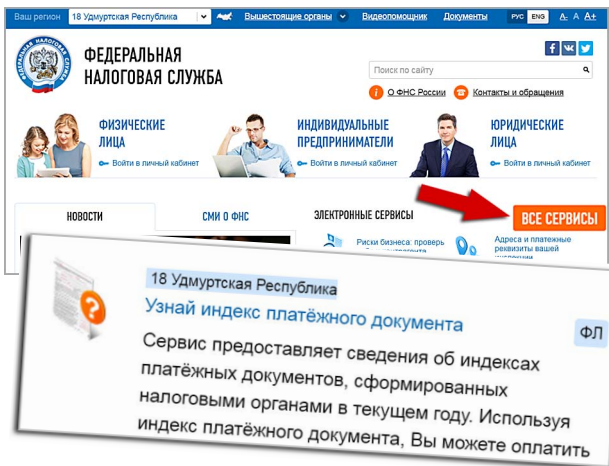 Ваш регион 18 Удмуртская Республика Вышестоящие органы Видеопомощник Документы РУС ENG A- A A+
ФЕДЕРАЛЬНАЯ
НАЛОГОВАЯ СЛУЖБА
Поиск по сайту
О ФНС России Контакты и обращения
ФИЗИЧЕСКИЕ
ЛИЦА
Войти в личный кабинет
ИНДИВИДУАЛЬНЫЕ
ПРЕДПРИНИМАТЕЛИ
Войти в личный кабинет
ЮРИДИЧЕСКИЕ
ЛИЦА
Войти в личный кабинет
НОВОСТИ СМИ О ФНС ЭЛЕКТРОННЫЕ СЕРВИСЫ ВСЕ СЕРВИСЫ
Риски бизнеса: проверь
Адреса и платежные
реквизиты вашей
18 Удмуртская Республика
Узнай индекс платёжного документа ФЛ
Сервис предоставляет сведения об индексах
платёжных документов, сформированных
налоговыми органами в текущем году. Используя
индекс платёжного документа, Вы можете оплатить